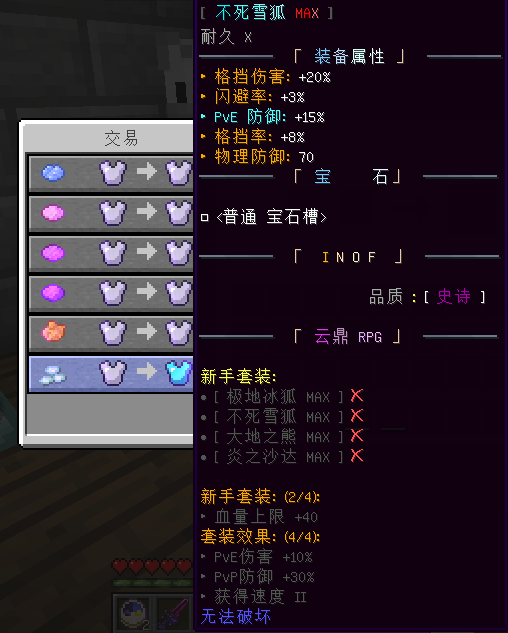 [ 不死雪狐 MAX ]
耐久 X
「 装备属性 」
▸ 格挡伤害: +20%
▸ 闪避率: +3%
▸ PvE 防御: +15%
▸ 格挡率: +8%
▸ 物理防御: 70
「 宝 石 」
<普通 宝石槽>
「 INOF 」
品质 :[ 史诗 ]
「 云鼎 RPG 」
新手套装:
● [ 极地冰狐 MAX ] ✕
● [ 不死雪狐 MAX ] ✕
● [ 大地之熊 MAX ] ✕
● [ 炎之沙达 MAX ] ✕
新手套装: (2/4):
▸ 血量上限 +40
套装效果: (4/4):
▸ PvE伤害 +10%
▸ PvP防御 +30%
▸ 获得速度 II
无法破坏
交易